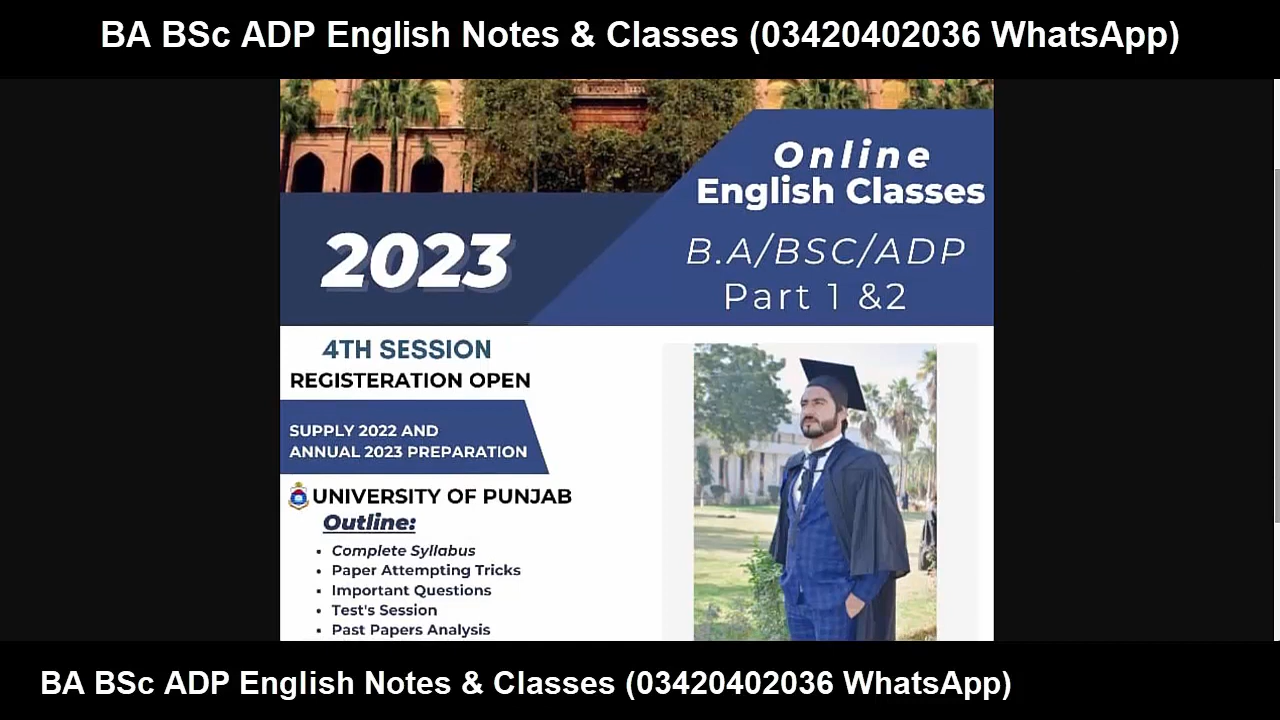 BA BSc ADP English Notes & Classes (03420402036 WhatsApp)
Online
English Classes
2023
B.A/BSC/ADP
Part 1 &2
4TH SESSION
REGISTERATION OPEN
SUPPLY 2022 AND
ANNUAL 2023 PREPARATION
UNIVERSITY OF PUNJAB
Outline:
• Complete Syllabus
• Paper Attempting Tricks
• Important Questions
• Test's Session
• Past Papers Analysis
BA BSc ADP English Notes & Classes (03420402036 WhatsApp)